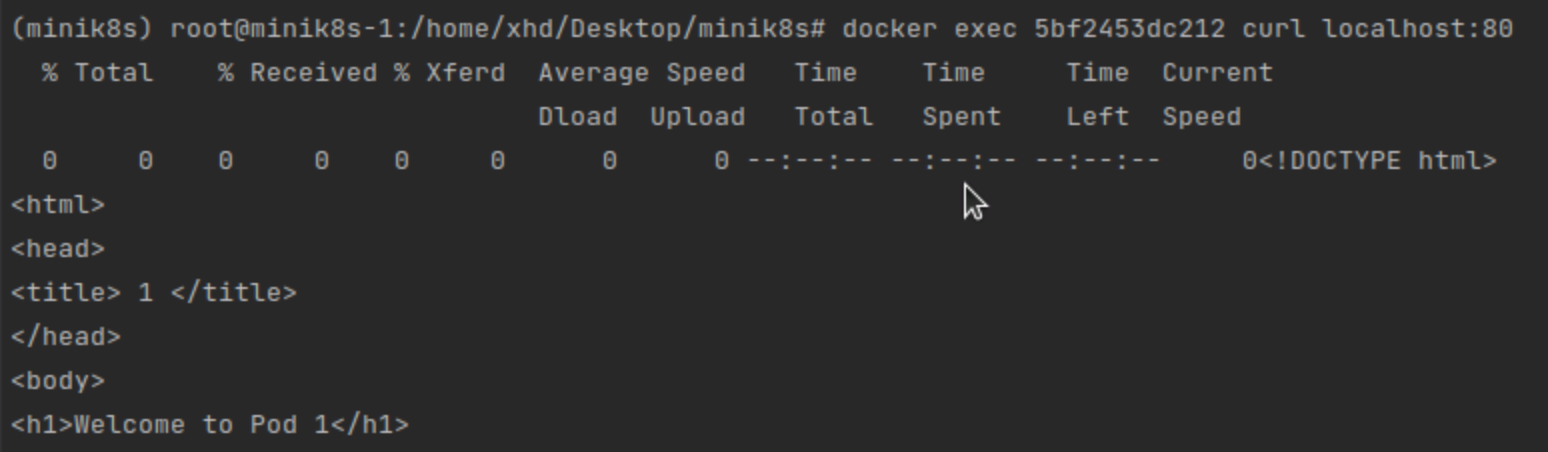 (minik8s) root@minik8s-1:/home/xhd/Desktop/minik8s# docker exec 5bf2453dc212 curl localhost:80
  % Total    % Received % Xferd  Average Speed   Time    Time     Time  Current
                                 Dload  Upload   Total   Spent    Left  Speed
  0     0    0     0    0     0      0      0 --:--:-- --:--:-- --:--:--     0<!DOCTYPE html>
<html>
<head>
<title> 1 </title>
</head>
<body>
<h1>Welcome to Pod 1</h1>